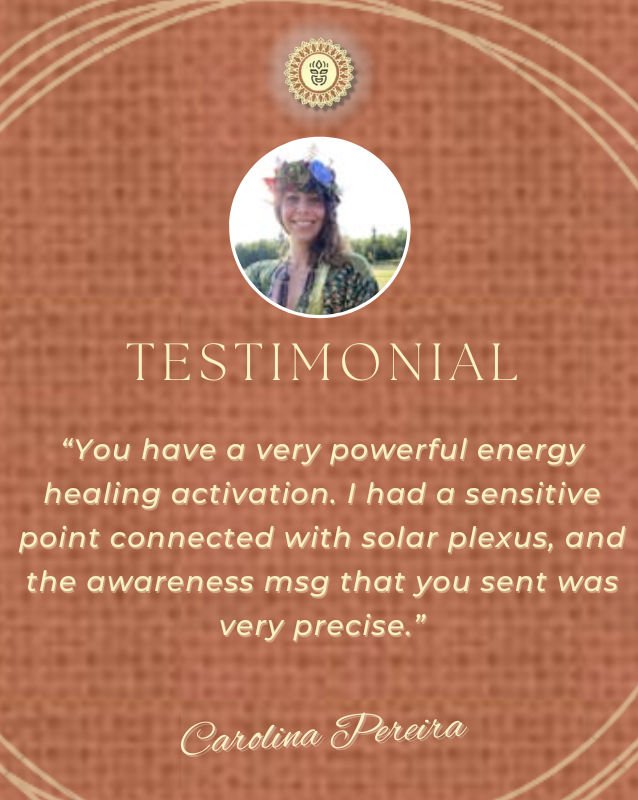 TESTIMONIAL
“You have a very powerful energy
healing activation. I had a sensitive
point connected with solar plexus, and
the awareness msg that you sent was
very precise.”
Carolina Pereira